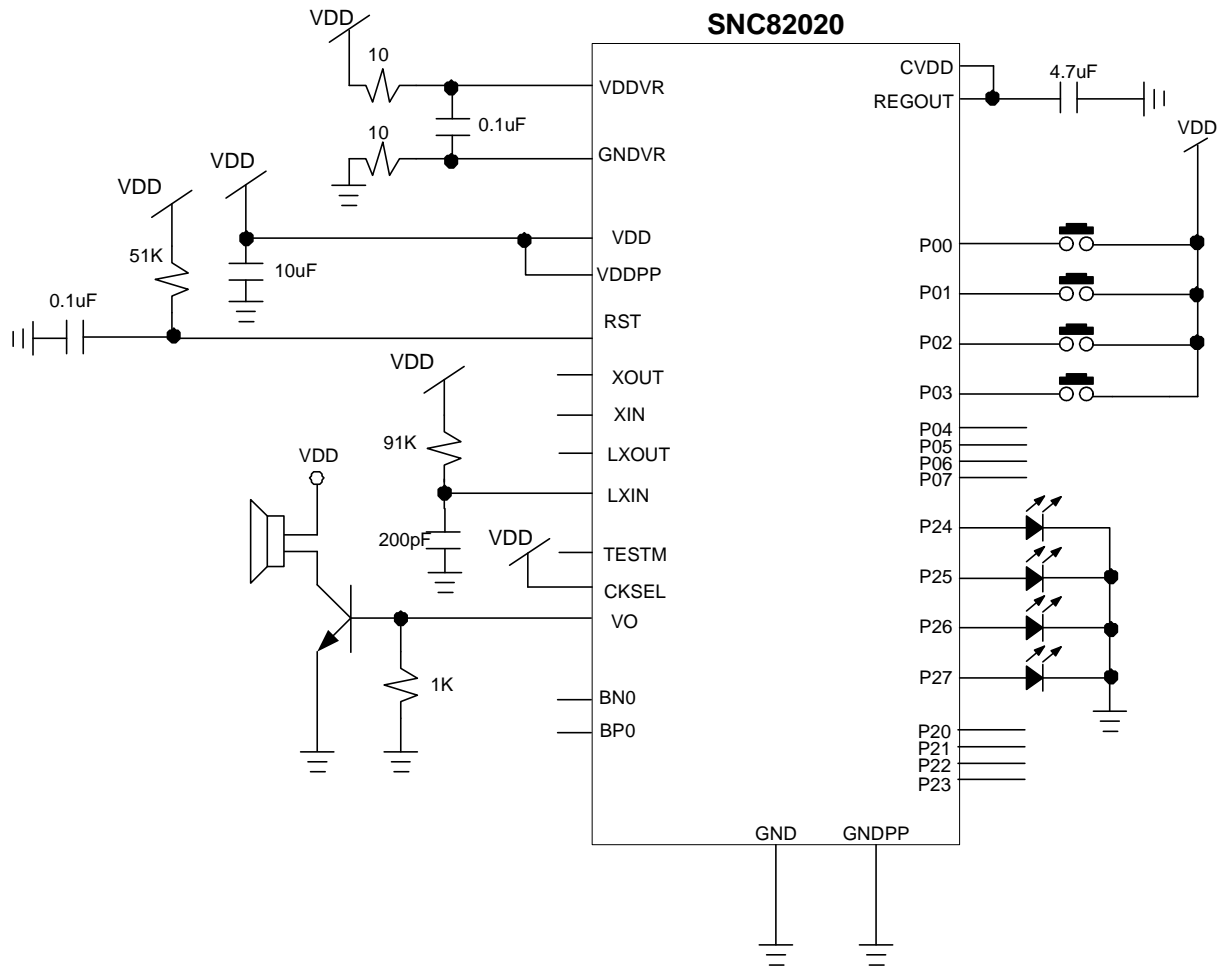 SNC82020
VDD
10
VDDVR
0.1uF
10
GNDVR
VDD
VDD
VDD
51K
10uF
VDDPP
0.1uF
RST
VDD
XOUT
XIN
91K
LXOUT
VDD
LXIN
200pF
VDD
TESTM
CKSEL
VO
1K
BN0
BP0
GND
GNDPP
CVDD
4.7uF
REGOUT
VDD
P00
P01
P02
P03
P04
P05
P06
P07
P24
P25
P26
P27
P20
P21
P22
P23